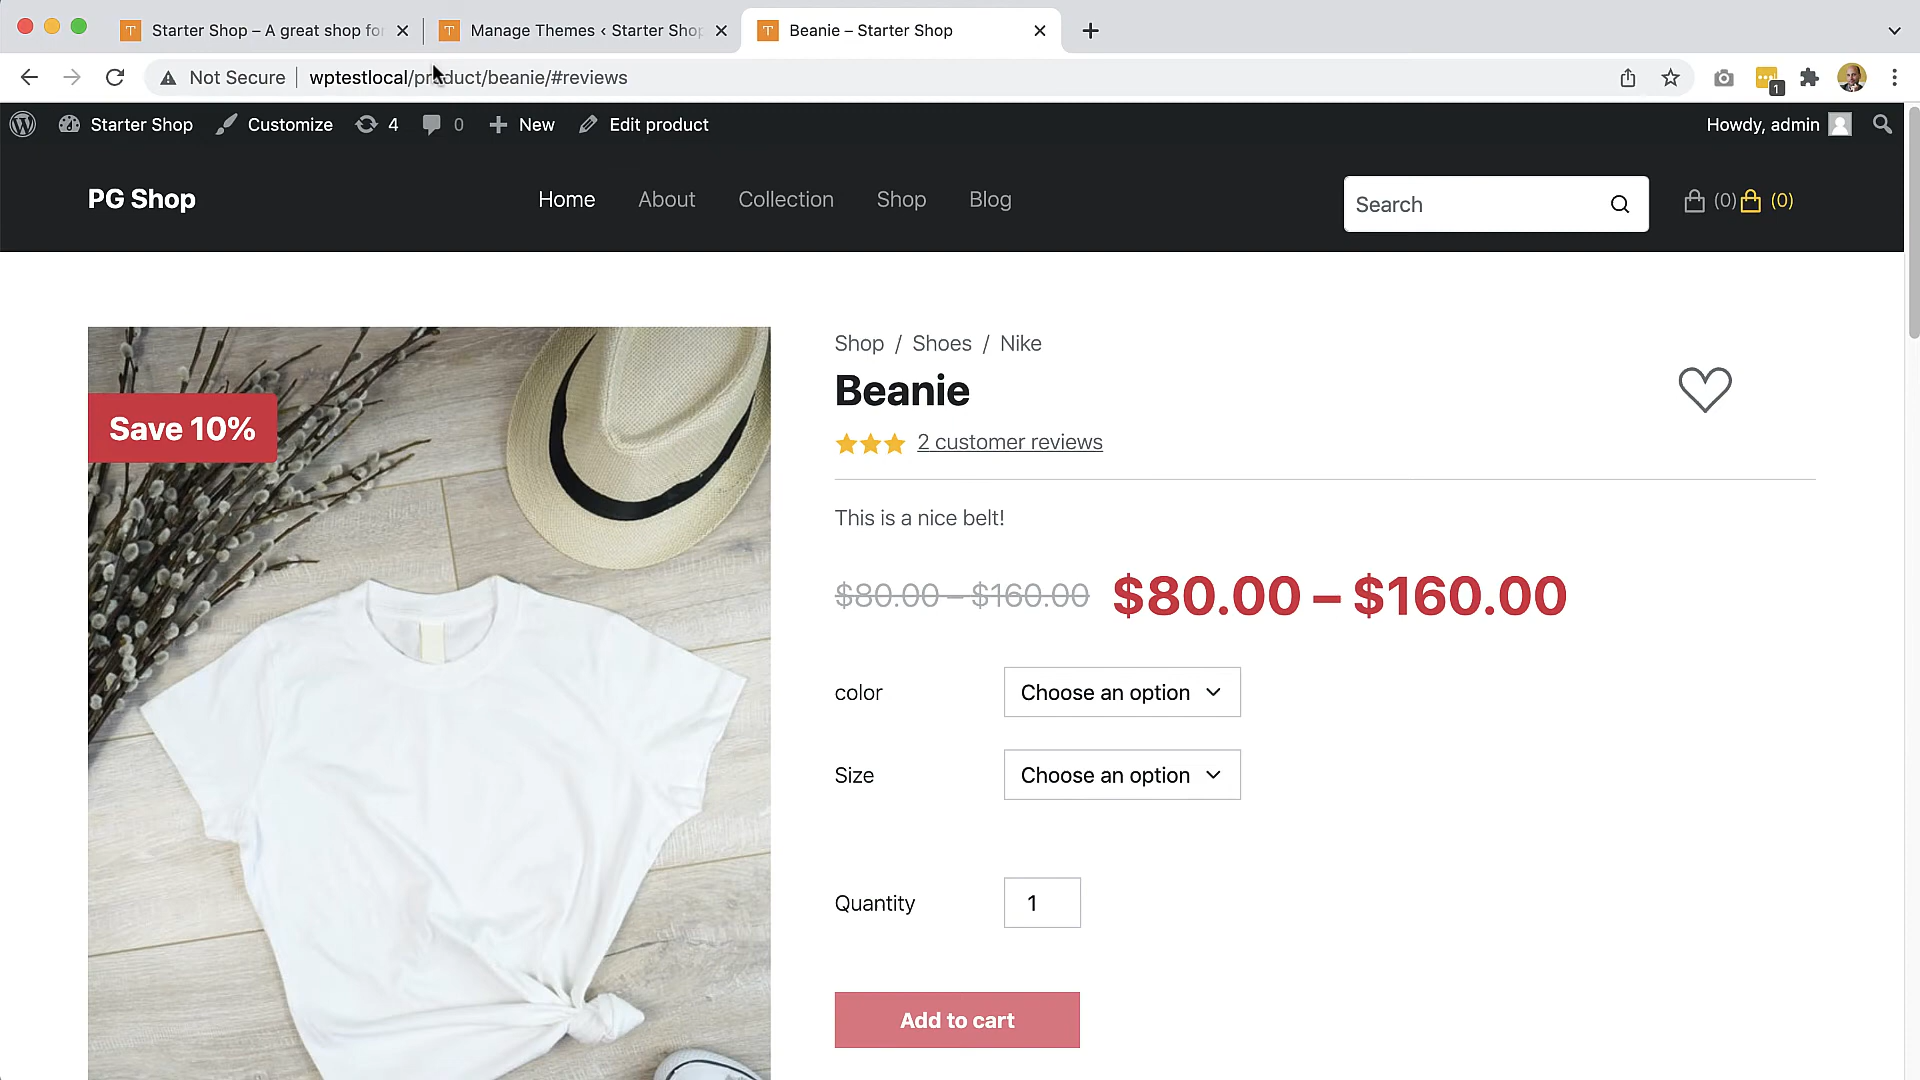 Starter Shop – A great shop fo
Manage Themes ‹ Starter Shop
Beanie – Starter Shop
Not Secure
wptestlocal/product/beanie/#reviews
1
Starter Shop
Customize
4
0
New
Edit product
Howdy, admin
PG Shop
Home
About
Collection
Shop
Blog
Search
(0)
(0)
Save 10%
Shop / Shoes / Nike
Beanie
2 customer reviews
This is a nice belt!
$80.00 – $160.00 $80.00 – $160.00
color
Choose an option
Size
Choose an option
Quantity
1
Add to cart